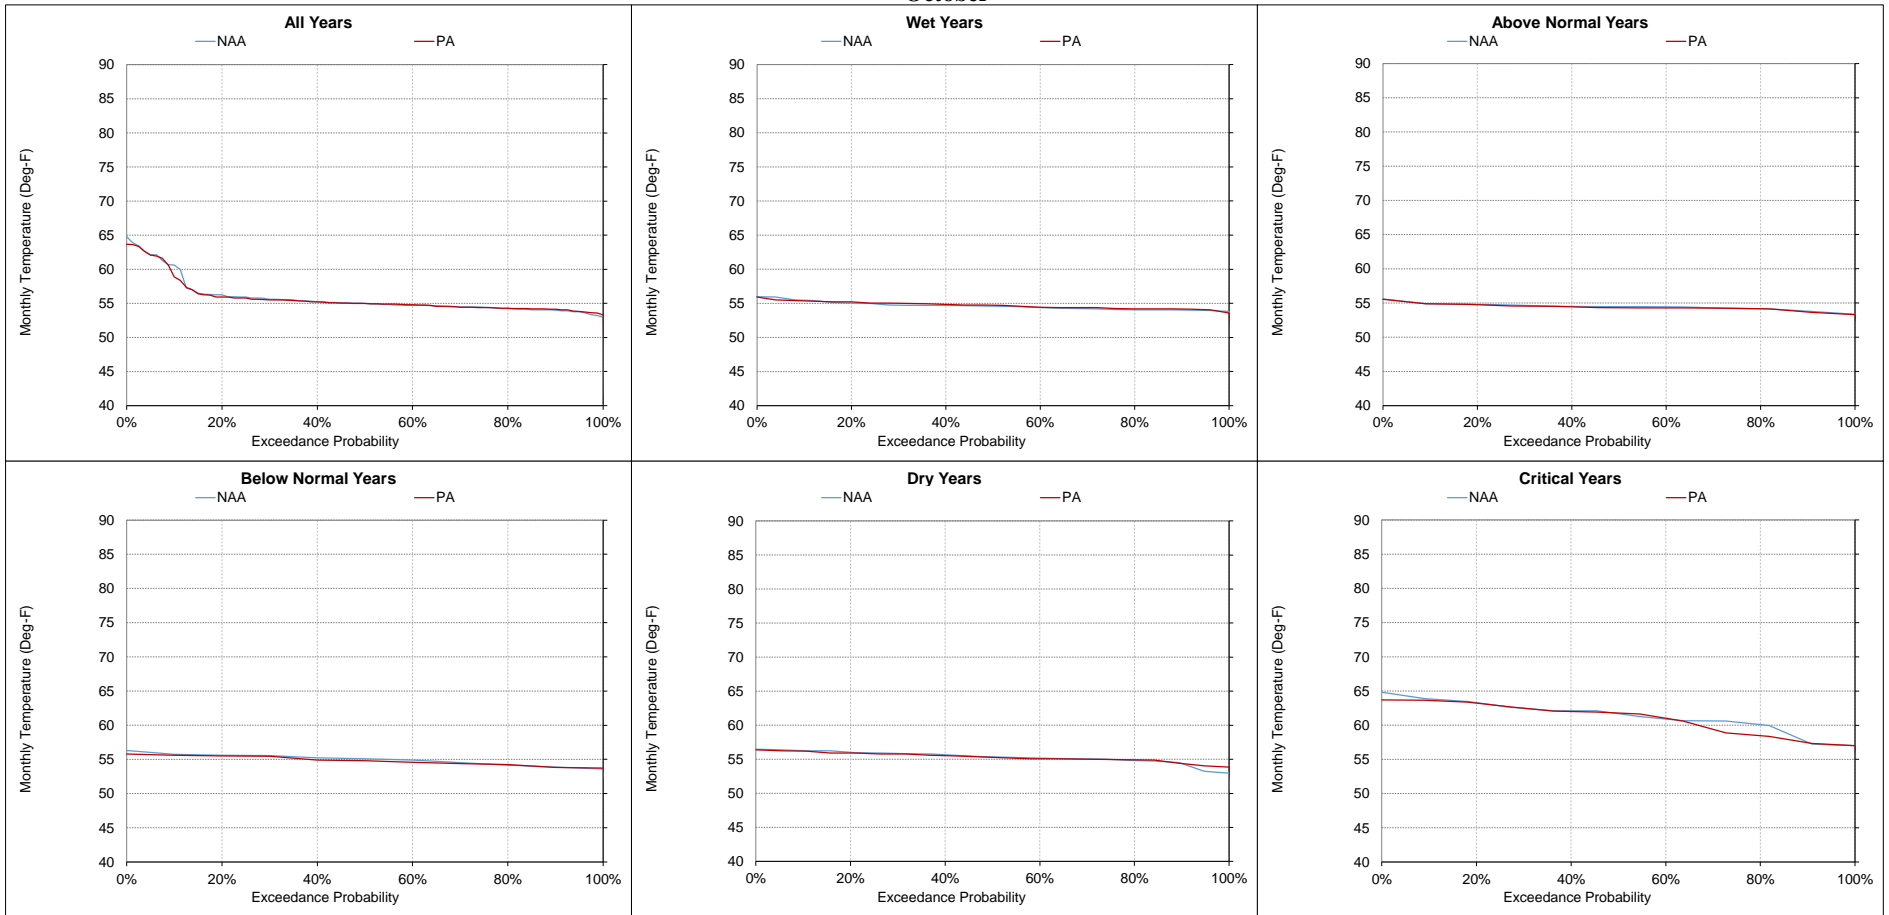 October
All Years
NAA PA
90
85
80
75
70
65
60
55
50
45
40
0% 20% 40% 60% 80% 100%
Monthly Temperature (Deg-F)
Exceedance Probability
Wet Years
NAA PA
90
85
80
75
70
65
60
55
50
45
40
0% 20% 40% 60% 80% 100%
Monthly Temperature (Deg-F)
Exceedance Probability
Above Normal Years
NAA PA
90
85
80
75
70
65
60
55
50
45
40
0% 20% 40% 60% 80% 100%
Monthly Temperature (Deg-F)
Exceedance Probability
Below Normal Years
NAA PA
90
85
80
75
70
65
60
55
50
45
40
0% 20% 40% 60% 80% 100%
Monthly Temperature (Deg-F)
Exceedance Probability
Dry Years
NAA PA
90
85
80
75
70
65
60
55
50
45
40
0% 20% 40% 60% 80% 100%
Monthly Temperature (Deg-F)
Exceedance Probability
Critical Years
NAA PA
90
85
80
75
70
65
60
55
50
45
40
0% 20% 40% 60% 80% 100%
Monthly Temperature (Deg-F)
Exceedance Probability